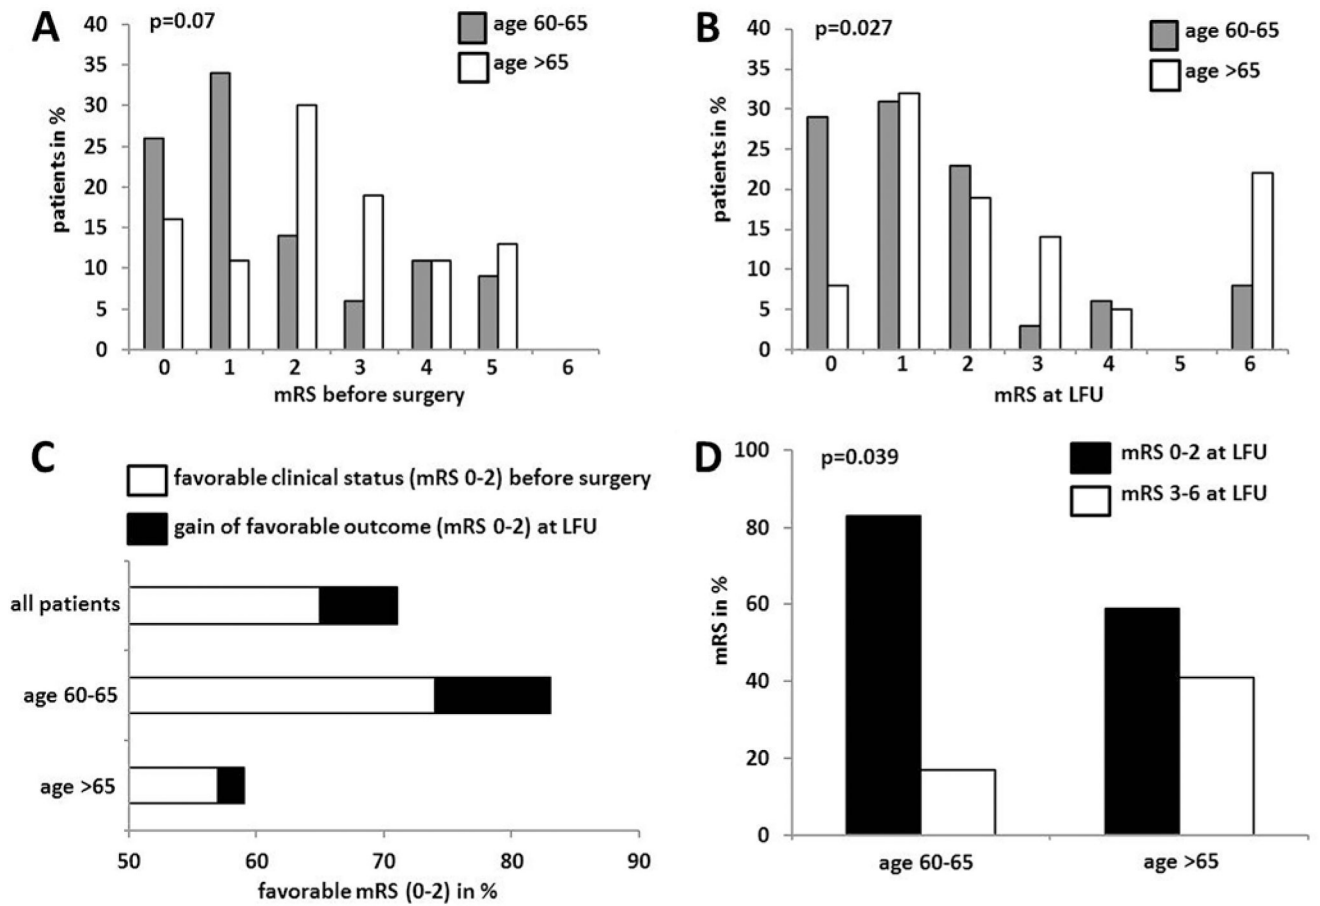 A
p=0.07
age 60-65
age >65
patients in %
40
35
30
25
20
15
10
5
0
0 1 2 3 4 5 6
mRS before surgery
B
p=0.027
age 60-65
age >65
patients in %
40
35
30
25
20
15
10
5
0
0 1 2 3 4 5 6
mRS at LFU
C
favorable clinical status (mRS 0-2) before surgery
gain of favorable outcome (mRS 0-2) at LFU
all patients
age 60-65
age >65
50 60 70 80 90
favorable mRS (0-2) in %
D
p=0.039
mRS 0-2 at LFU
mRS 3-6 at LFU
mRS in %
100
80
60
40
20
0
age 60-65
age >65